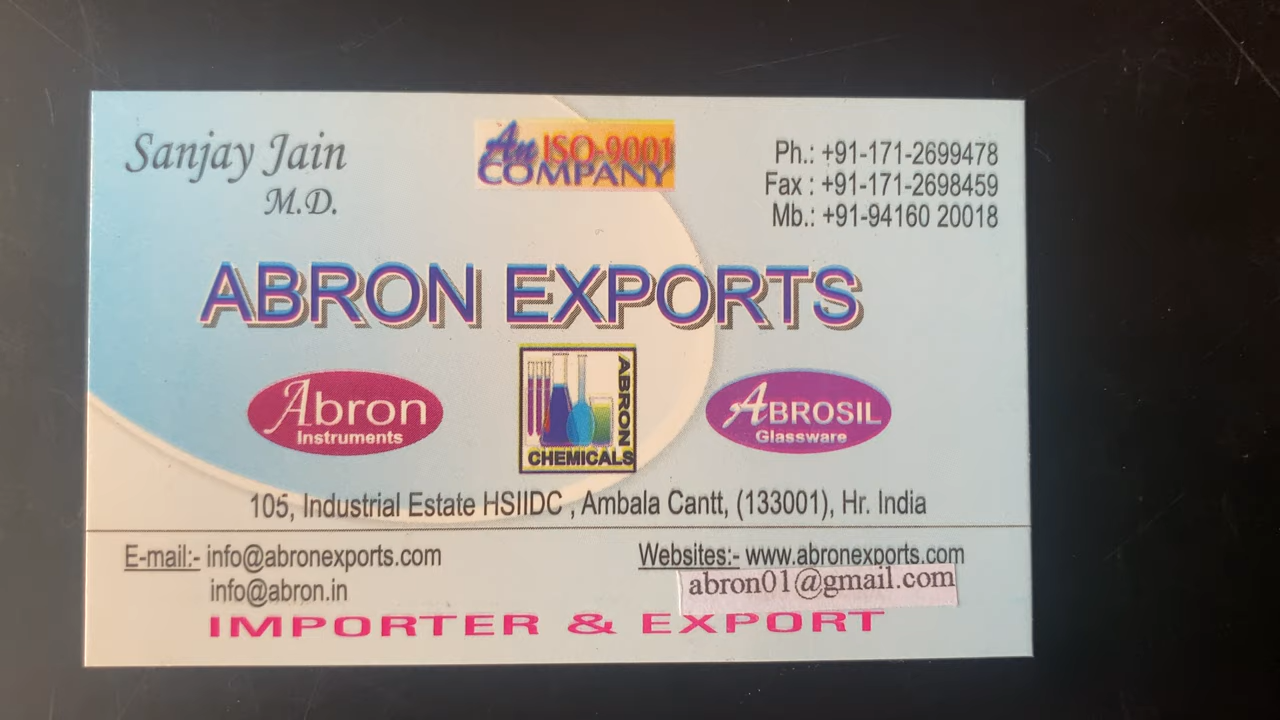 Sanjay Jain
M.D.
An ISO-9001
COMPANY
Ph.: +91-171-2699478
Fax : +91-171-2698459
Mb.: +91-94160 20018
ABRON EXPORTS
Abron
Instruments
ABRON
CHEMICALS
ABROSIL
Glassware
105, Industrial Estate HSIIDC , Ambala Cantt, (133001), Hr. India
E-mail:- info@abronexports.com
info@abron.in
Websites:- www.abronexports.com
abron01@gmail.com
IMPORTER & EXPORT